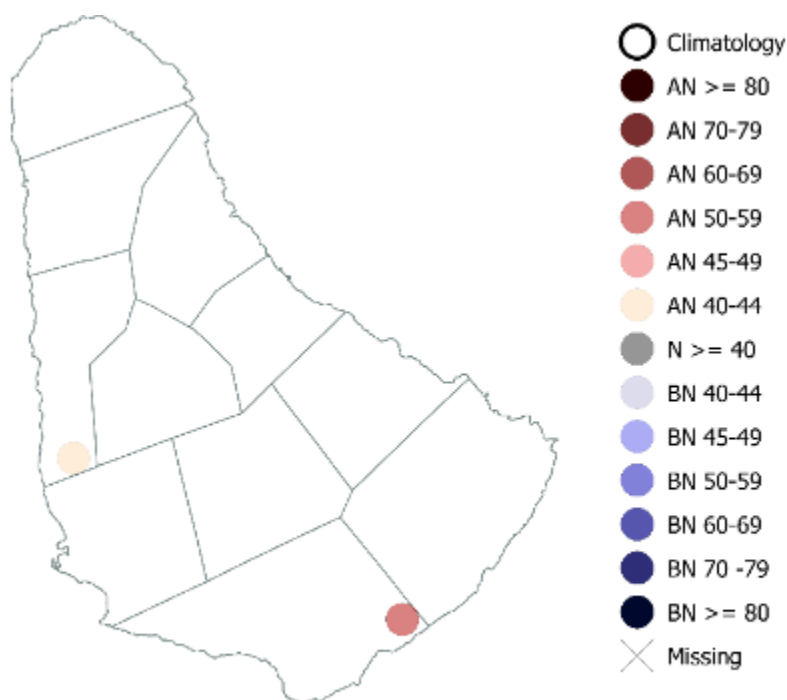 Climatology
AN >= 80
AN 70-79
AN 60-69
AN 50-59
AN 45-49
AN 40-44
N >= 40
BN 40-44
BN 45-49
BN 50-59
BN 60-69
BN 70 -79
BN >= 80
Missing